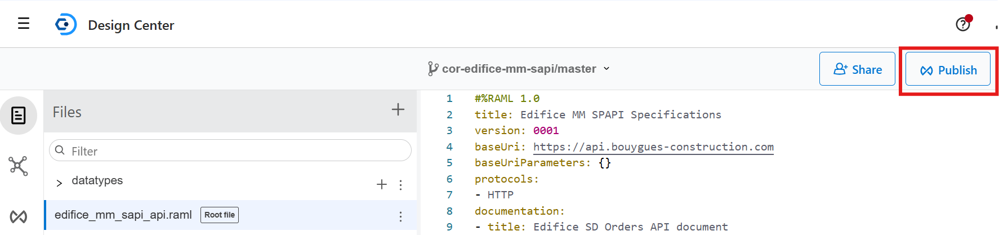 Design Center
cor-edifice-mm-sapi/master
Share
Publish
Files
Filter
datatypes
edifice_mm_sapi_api.raml Root file
1 #%RAML 1.0
2 title: Edifice MM SPAPI Specifications
3 version: 0001
4 baseUri: https://api.bouygues-construction.com
5 baseUriParameters: {}
6 protocols:
7 - HTTP
8 documentation:
9 - title: Edifice SD Orders API document